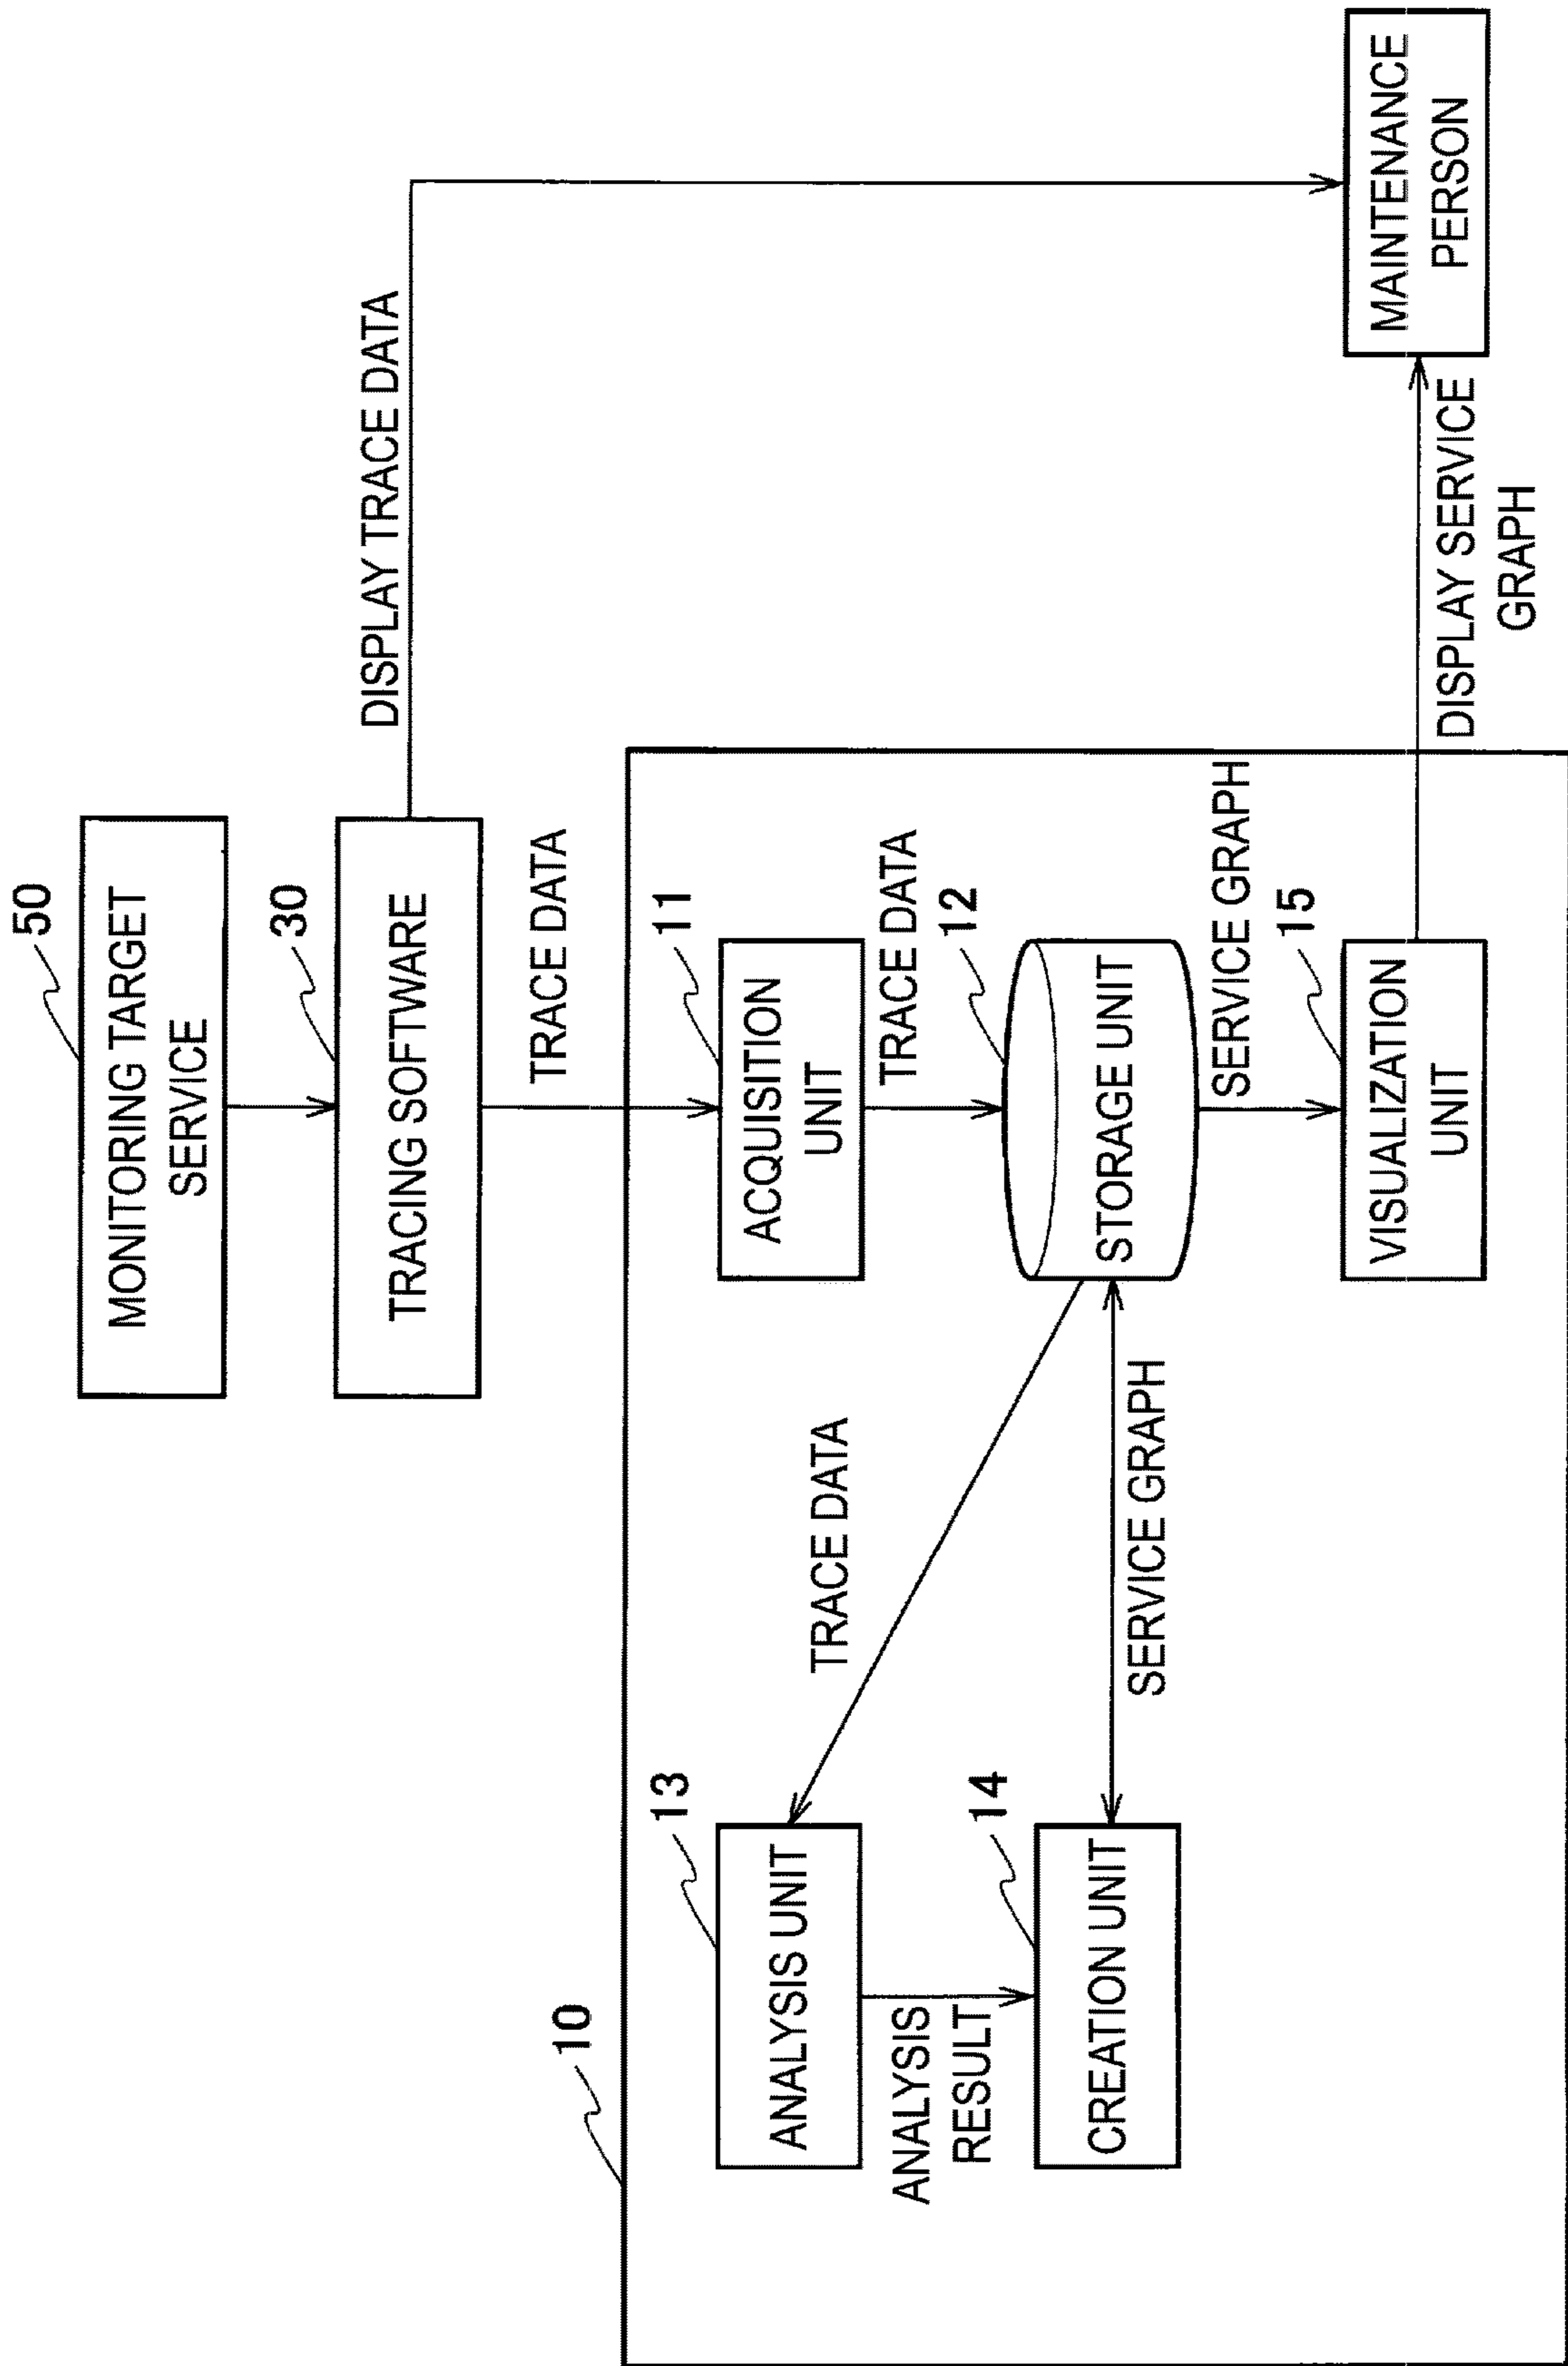 50
MONITORING TARGET
SERVICE
30
TRACING SOFTWARE
DISPLAY TRACE DATA
TRACE DATA
10
13
ANALYSIS UNIT
11
ACQUISITION
UNIT
TRACE DATA
TRACE DATA
ANALYSIS
RESULT
14
CREATION UNIT
12
STORAGE UNIT
SERVICE GRAPH
SERVICE GRAPH
15
VISUALIZATION
UNIT
DISPLAY SERVICE
GRAPH
MAINTENANCE
PERSON